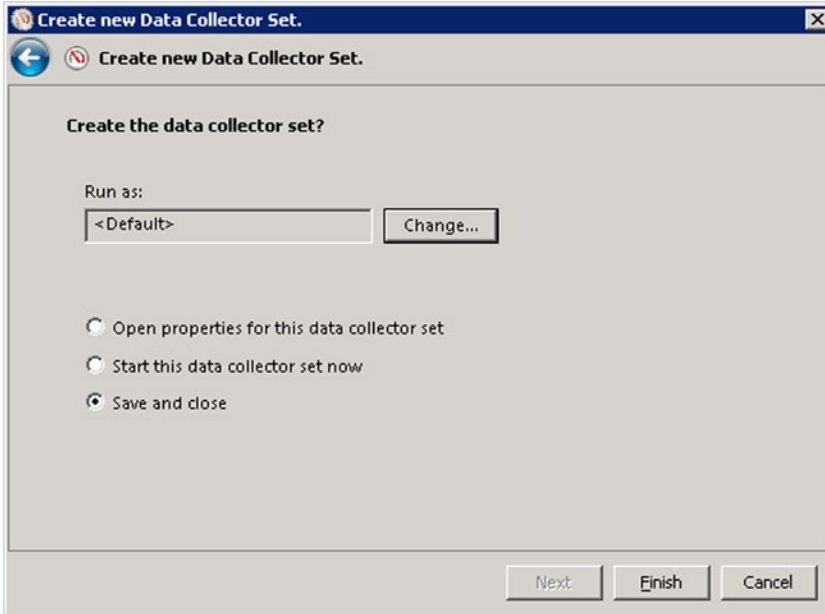 Create new Data Collector Set.
Create new Data Collector Set.
Create the data collector set?
Run as:
<Default>
Change...
Open properties for this data collector set
Start this data collector set now
Save and close
Next
Finish
Cancel